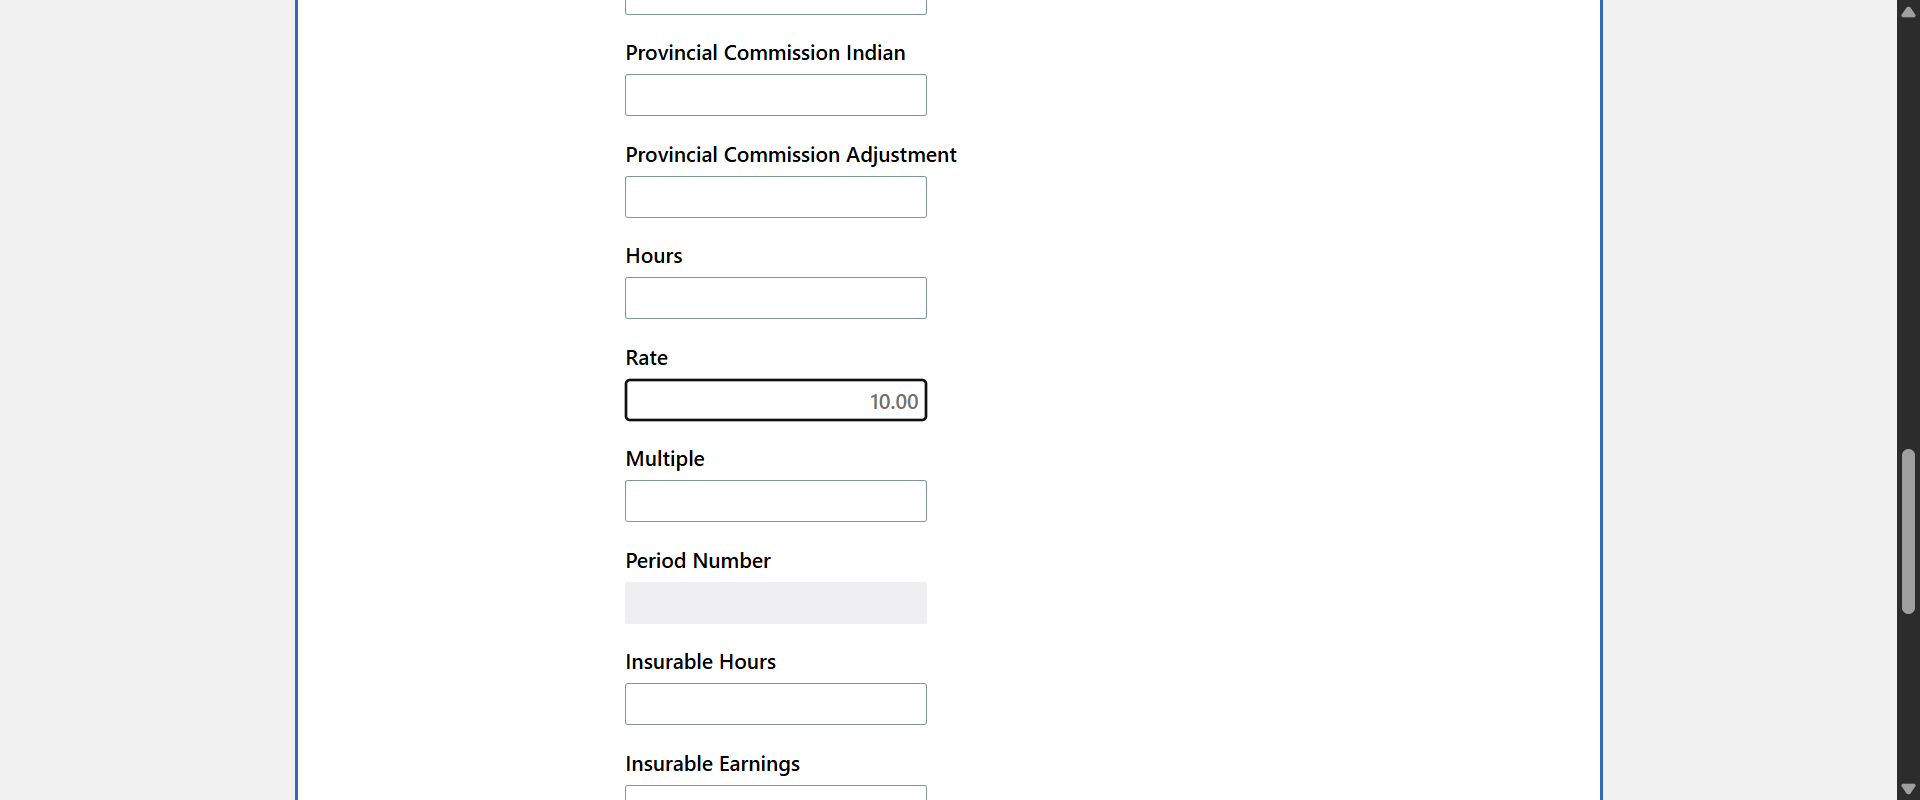 Provincial Commission Indian
Provincial Commission Adjustment
Hours
Rate
10.00
Multiple
Period Number
Insurable Hours
Insurable Earnings